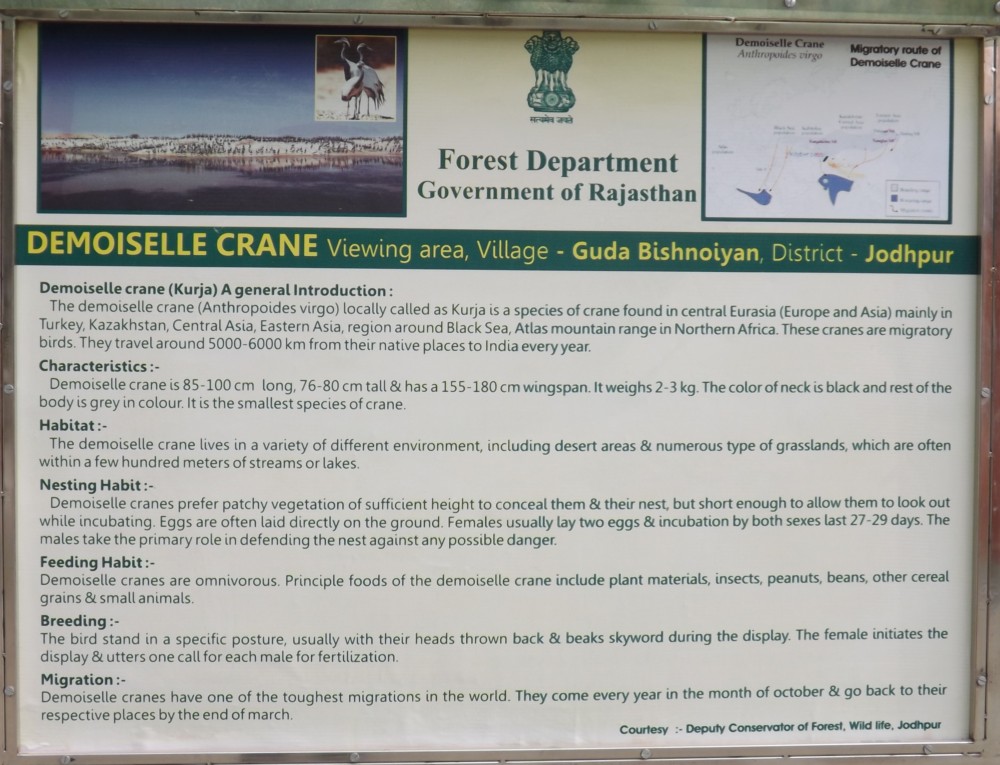 सत्यमेव जयते
Forest Department
Government of Rajasthan
Demoiselle Crane
Anthropoides virgo
Migratory route of
Demoiselle Crane
DEMOISELLE CRANE Viewing area, Village - Guda Bishnoiyan, District - Jodhpur
Demoiselle crane (Kurja) A general Introduction :
The demoiselle crane (Anthropoides virgo) locally called as Kurja is a species of crane found in central Eurasia (Europe and Asia) mainly in
Turkey, Kazakhstan, Central Asia, Eastern Asia, region around Black Sea, Atlas mountain range in Northern Africa. These cranes are migratory
birds. They travel around 5000-6000 km from their native places to India every year.
Characteristics :-
Demoiselle crane is 85-100 cm long, 76-80 cm tall & has a 155-180 cm wingspan. It weighs 2-3 kg. The color of neck is black and rest of the
body is grey in colour. It is the smallest species of crane.
Habitat :-
The demoiselle crane lives in a variety of different environment, including desert areas & numerous type of grasslands, which are often
within a few hundred meters of streams or lakes.
Nesting Habit :-
Demoiselle cranes prefer patchy vegetation of sufficient height to conceal them & their nest, but short enough to allow them to look out
while incubating. Eggs are often laid directly on the ground. Females usually lay two eggs & incubation by both sexes last 27-29 days. The
males take the primary role in defending the nest against any possible danger.
Feeding Habit :-
Demoiselle cranes are omnivorous. Principle foods of the demoiselle crane include plant materials, insects, peanuts, beans, other cereal
grains & small animals.
Breeding :-
The bird stand in a specific posture, usually with their heads thrown back & beaks skyword during the display. The female initiates the
display & utters one call for each male for fertilization.
Migration :-
Demoiselle cranes have one of the toughest migrations in the world. They come every year in the month of october & go back to their
respective places by the end of march.
Courtesy :- Deputy Conservator of Forest, Wild life, Jodhpur